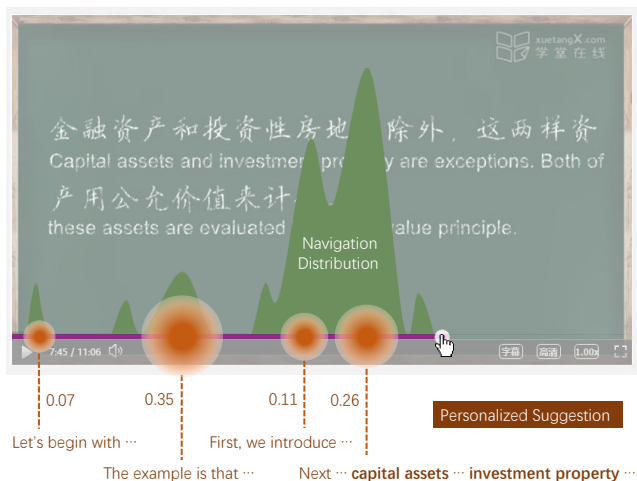 xuetangX.com
学堂在线
金融资产和投资性房地 除外，这两样资
Capital assets and investmen pro y are exceptions. Both of
产用公允价值来计
these assets are evaluated value principle.
Navigation
Distribution
7:45 / 11:06
字幕 高清 1.00x
0.07 0.35 0.11 0.26
Personalized Suggestion
Let's begin with ··· First, we introduce ···
The example is that ··· Next ··· capital assets ··· investment property ···